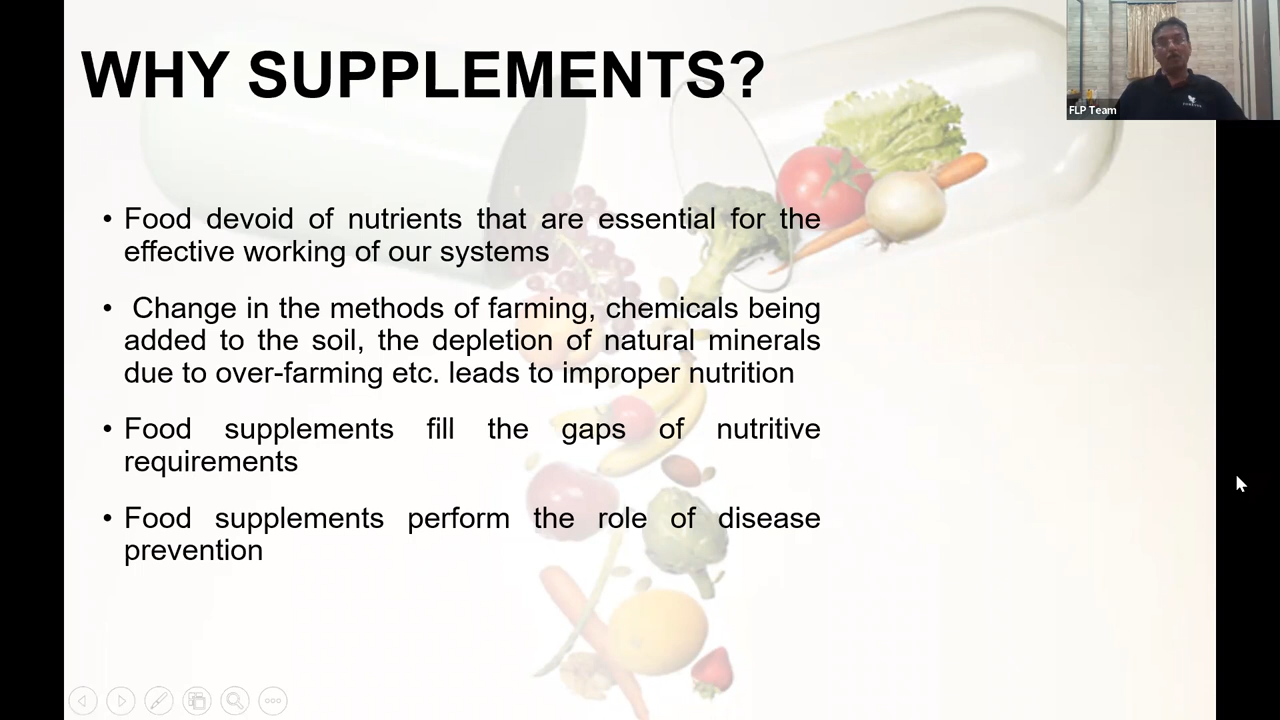 WHY SUPPLEMENTS?
FLP Team
• Food devoid of nutrients that are essential for the
effective working of our systems
• Change in the methods of farming, chemicals being
added to the soil, the depletion of natural minerals
due to over-farming etc. leads to improper nutrition
• Food supplements fill the gaps of nutritive
requirements
• Food supplements perform the role of disease
prevention